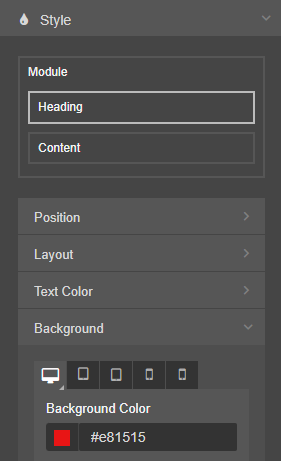 Style
Module
Heading
Content
Position
Layout
Text Color
Background
Background Color
#e81515